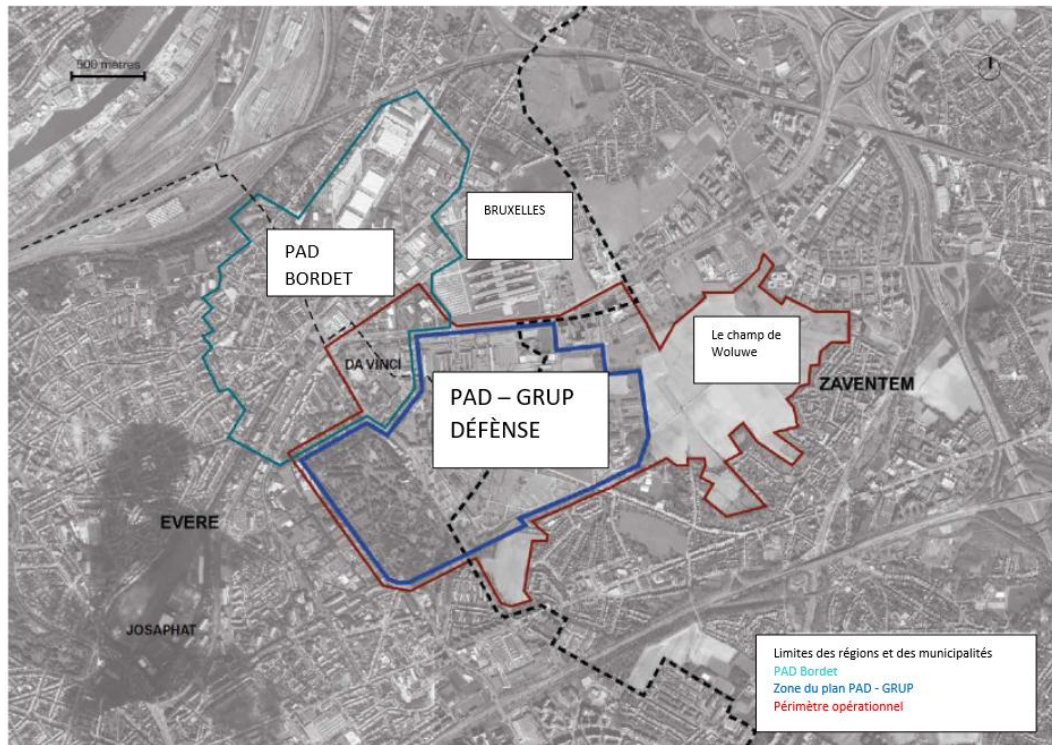 500 mètres
BRUXELLES
PAD
BORDET
Le champ de
Woluwe
DA VINCI
ZAVENTEM
PAD – GRUP
DÉFÈNSE
EVERE
JOSAPHAT
Limites des régions et des municipalités
PAD Bordet
Zone du plan PAD - GRUP
Périmètre opérationnel